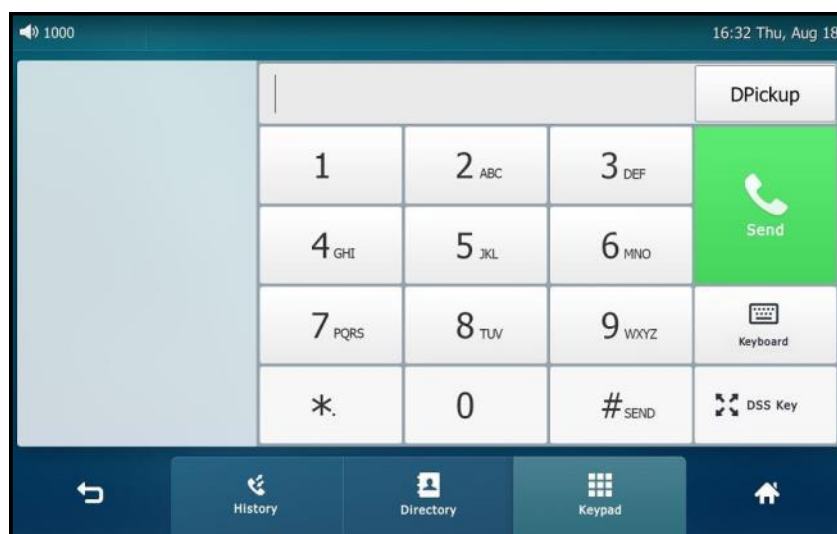 1000
16:32 Thu, Aug 18
DPickup
1
2 ABC
3 DEF
Send
4 GHI
5 JKL
6 MNO
7 PQRS
8 TUV
9 WXYZ
Keyboard
*.
0
# SEND
DSS Key
History
Directory
Keypad